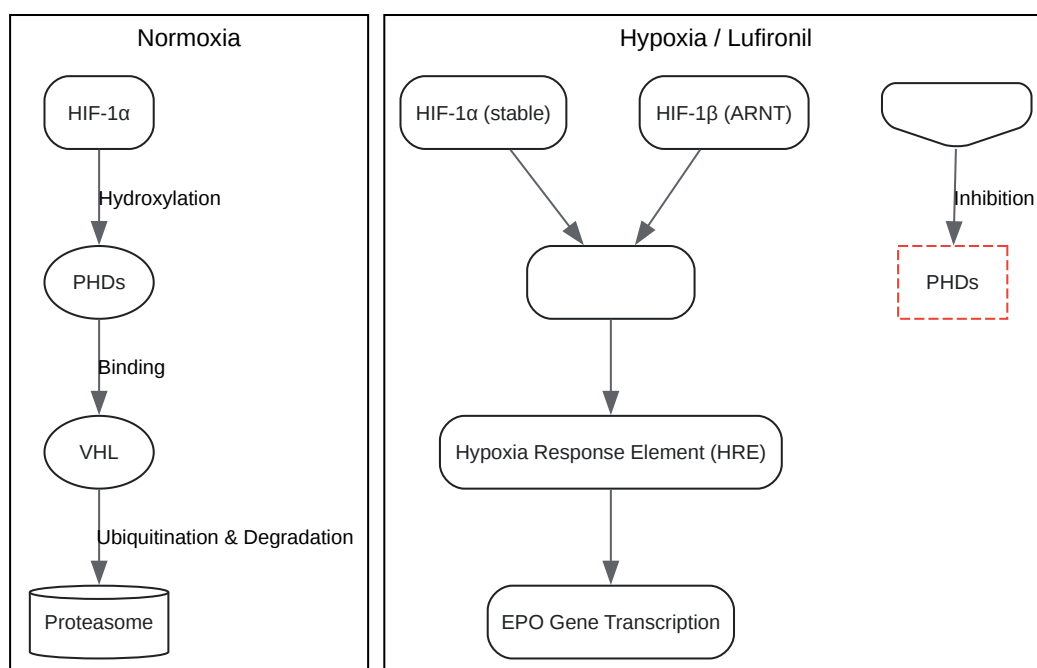 Normoxia
HIF-1α
Hydroxylation
PHDs
Binding
VHL
Ubiquitination & Degradation
Proteasome
Hypoxia / Lufironil
HIF-1α (stable)
HIF-1β (ARNT)
Inhibition
PHDs
Hypoxia Response Element (HRE)
EPO Gene Transcription